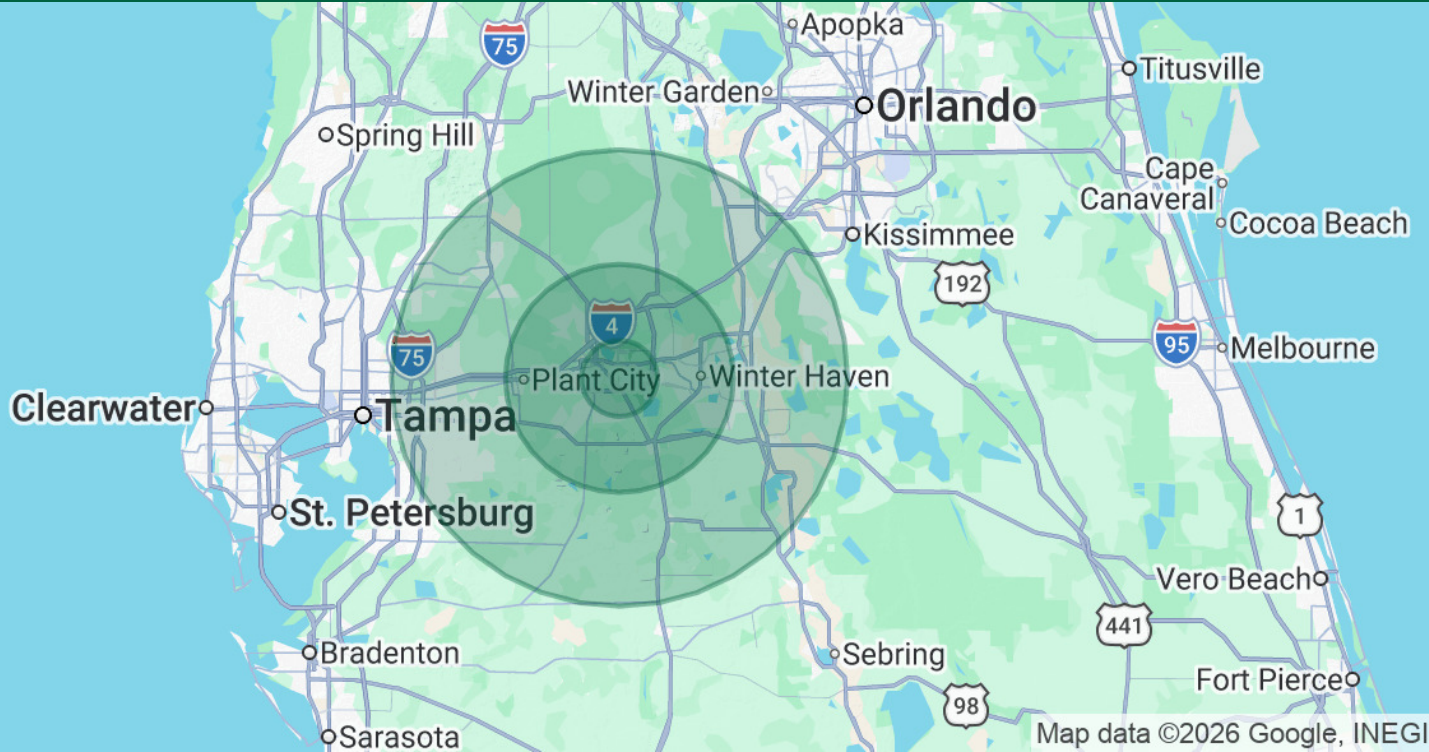 Apopka
75
Titusville
Winter Garden
Orlando
Spring Hill
Cape
Canaveral
Cocoa Beach
Kissimmee
192
4
75
95
Melbourne
Plant City
Winter Haven
Clearwater
Tampa
St. Petersburg
1
Vero Beach
441
Bradenton
Sebring
Fort Pierce
98
Sarasota
Map data ©2026 Google, INEGI